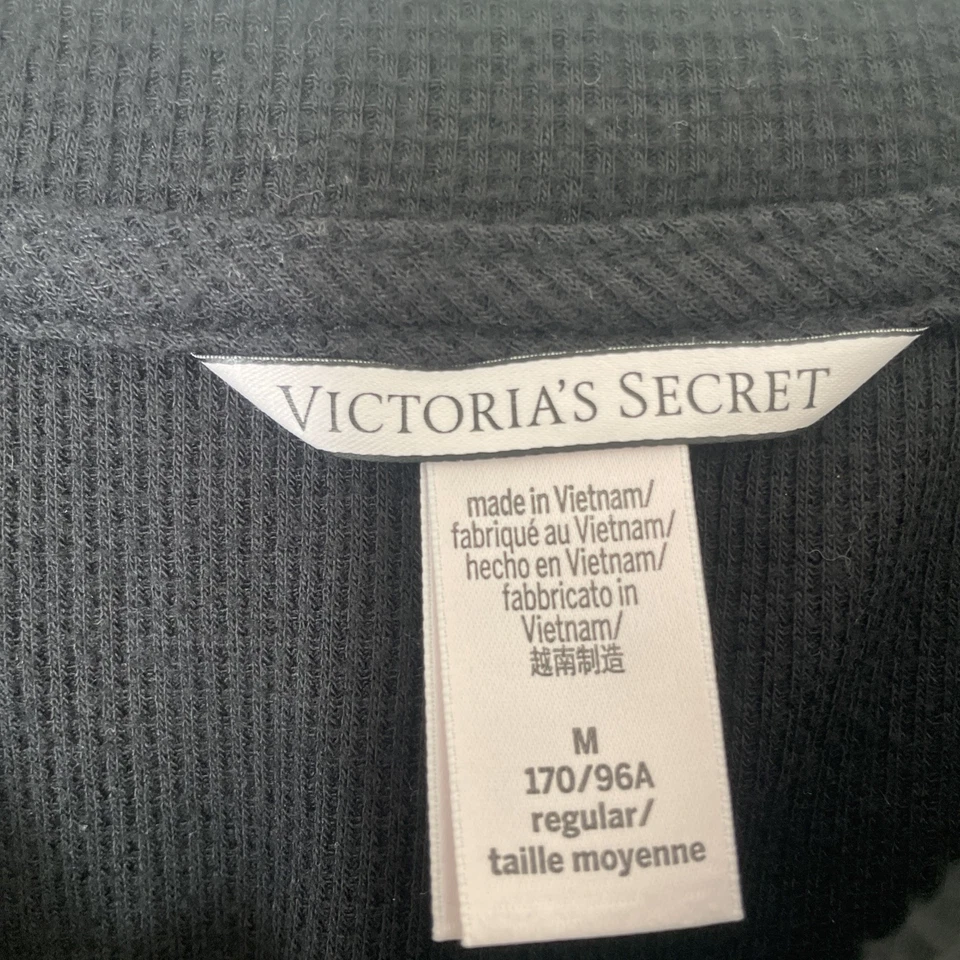 VICTORIA'S SECRET
made in Vietnam/
fabriqué au Vietnam/
hecho en Vietnam/
fabbricato in
Vietnam/
越南制造
M
170/96A
regular/
taille moyenne